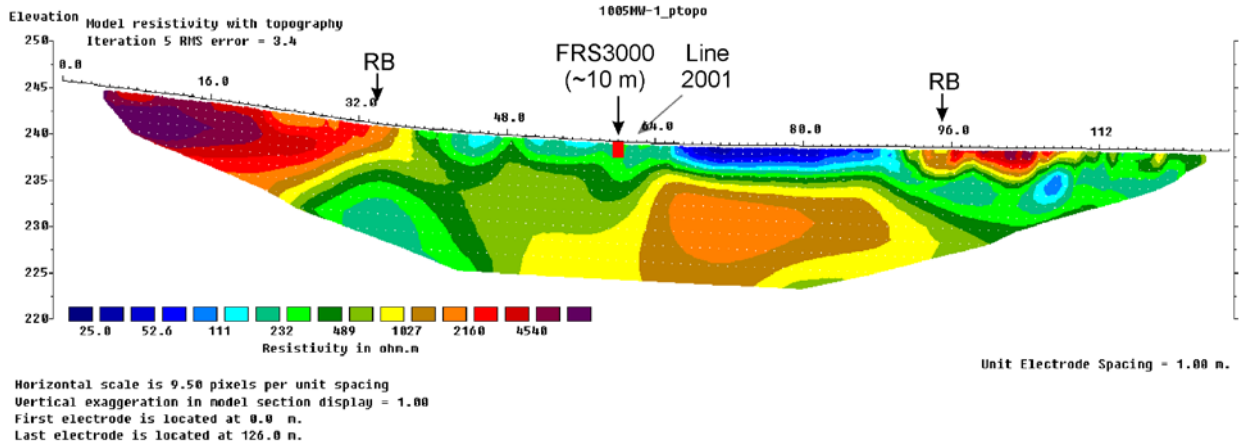 1005MW-1_ptopo
Elevation
Model resistivity with topography
Iteration 5 RMS error = 3.4
250
245
240
235
230
225
220
0.0
16.0
32.0
48.0
64.0
80.0
96.0
112
RB
FRS3000
(~10 m)
Line
2001
RB
25.0 52.6 111 232 489 1027 2160 4540
Resistivity in ohm.m
Unit Electrode Spacing = 1.00 m.
Horizontal scale is 9.50 pixels per unit spacing
Vertical exaggeration in model section display = 1.00
First electrode is located at 0.0 m.
Last electrode is located at 126.0 m.